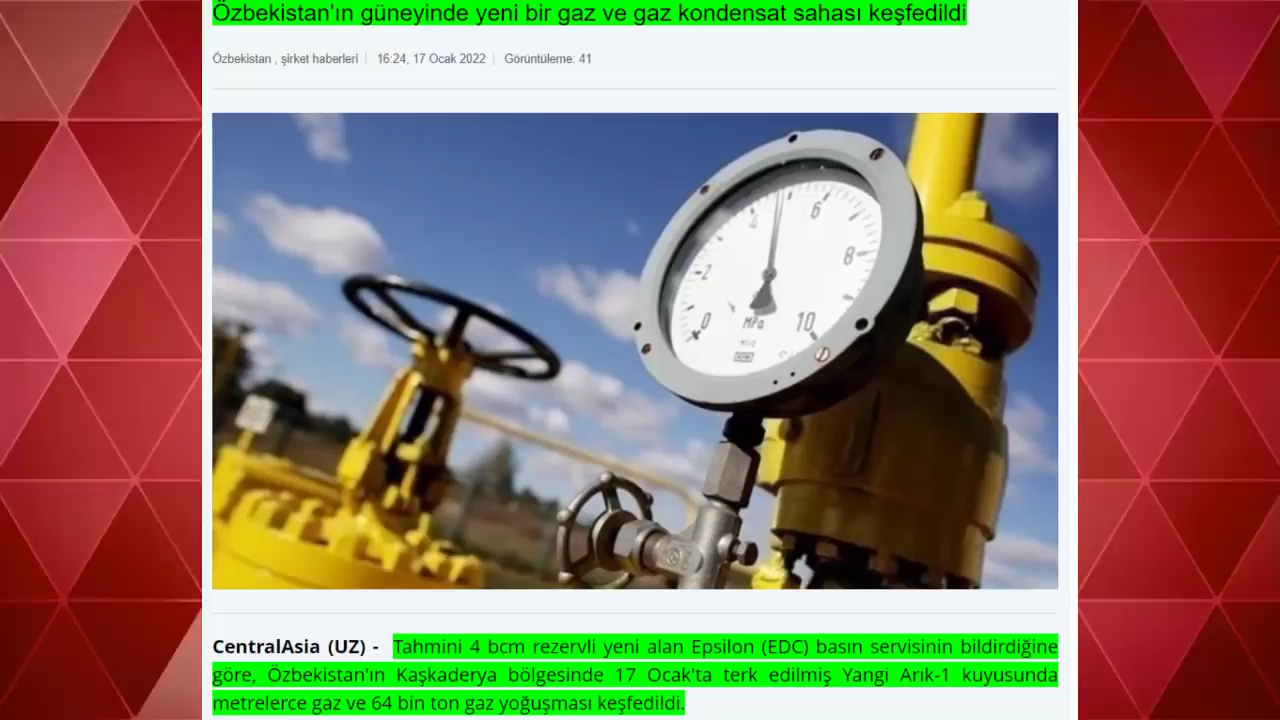 Özbekistan'ın güneyinde yeni bir gaz ve gaz kondensat sahası keşfedildi
Özbekistan , şirket haberleri | 16:24, 17 Ocak 2022 | Görüntüleme: 41
4
6
2
8
0
MPa
10
CentralAsia (UZ) - Tahmini 4 bcm rezervli yeni alan Epsilon (EDC) basın servisinin bildirdiğine
göre, Özbekistan'ın Kaşkaderya bölgesinde 17 Ocak'ta terk edilmiş Yangi Arık-1 kuyusunda
metrelerce gaz ve 64 bin ton gaz yoğuşması keşfedildi.